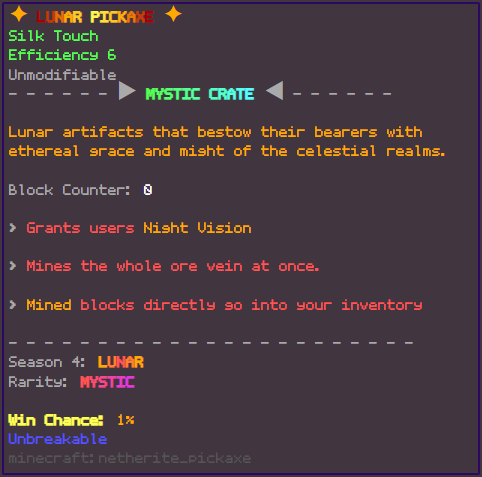 ✦ LUNAR PICKAXE ✦
Silk Touch
Efficiency 6
Unmodifiable
- - - - - - ▶ MYSTIC CRATE ◀ - - - - - -
Lunar artifacts that bestow their bearers with
ethereal grace and might of the celestial realms.
Block Counter: 0
> Grants users Night Vision
> Mines the whole ore vein at once.
> Mined blocks directly go into your inventory
- - - - - - - - - - - - - - - - - - - - - - -
Season 4: LUNAR
Rarity: MYSTIC
Win Chance: 1%
Unbreakable
minecraft:netherite_pickaxe